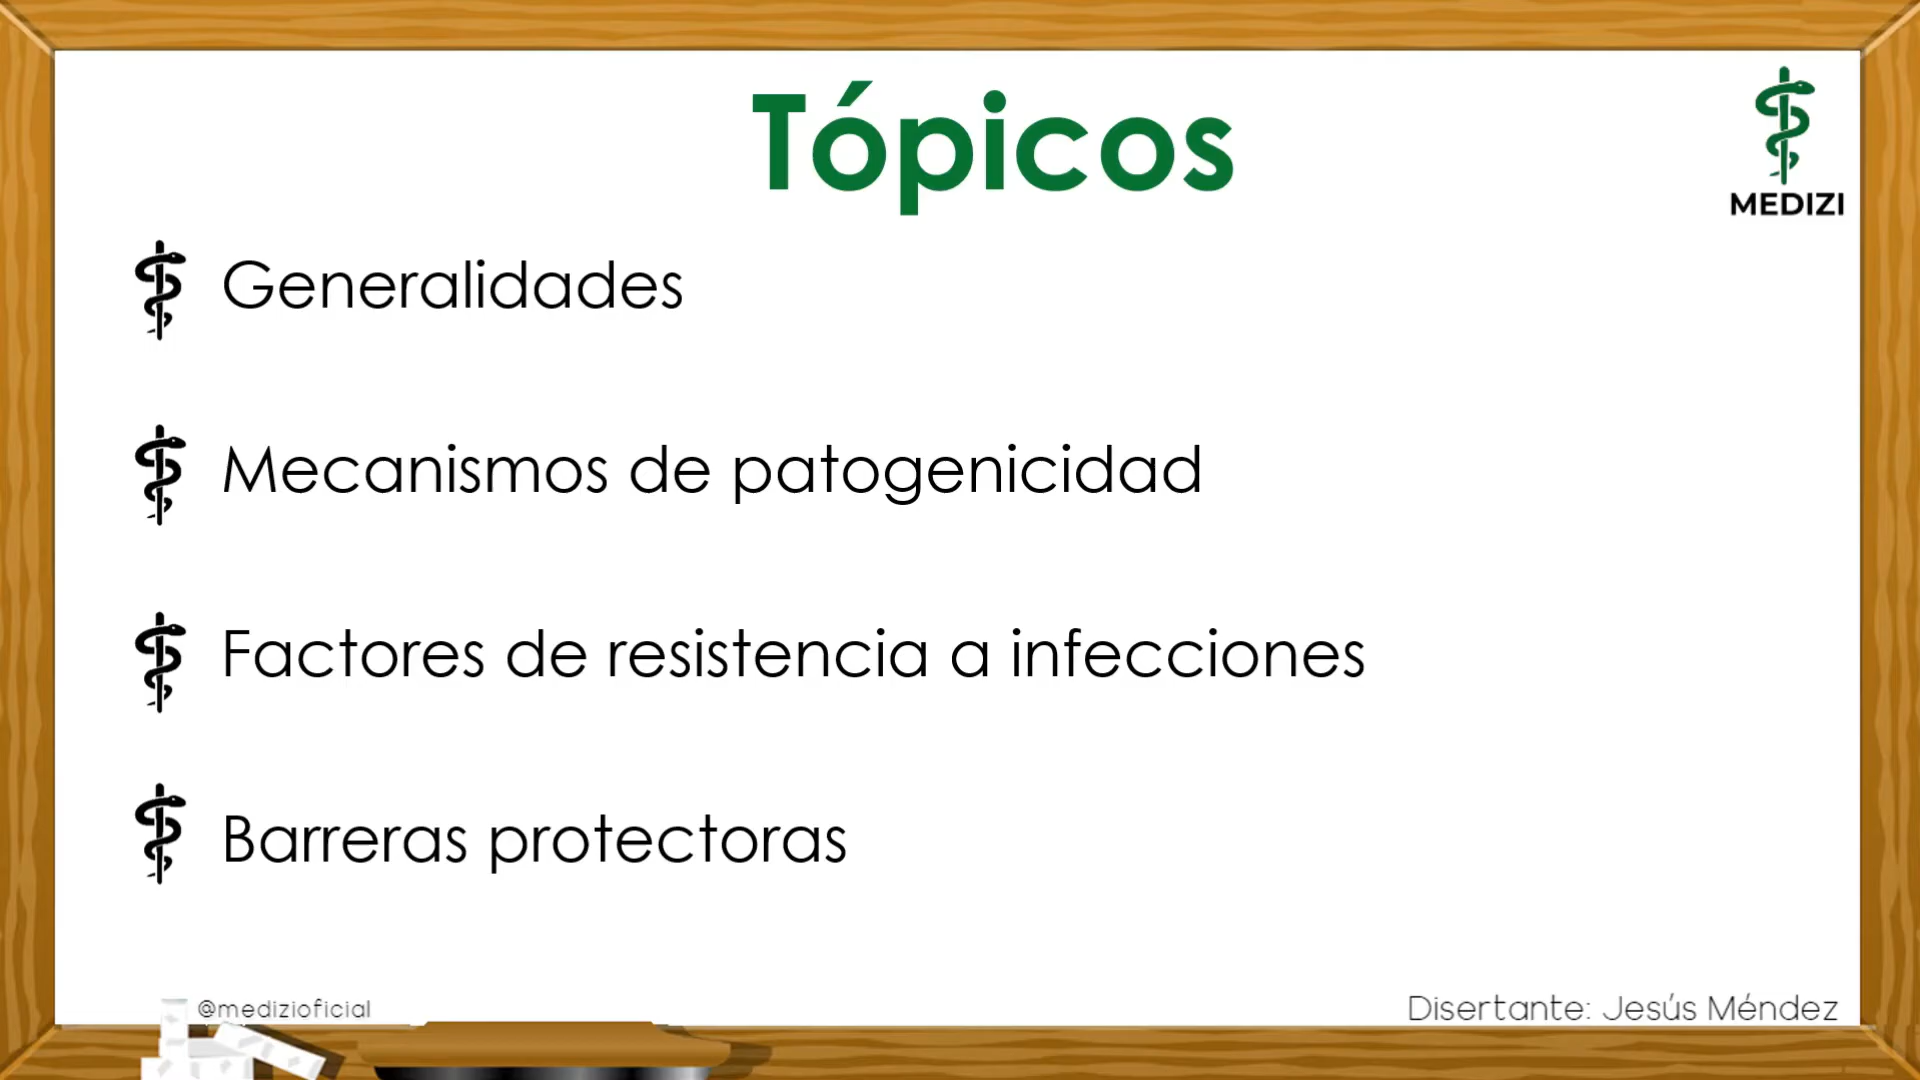 Tópicos
MEDIZI
Generalidades
Mecanismos de patogenicidad
Factores de resistencia a infecciones
Barreras protectoras
@medizioficial
Disertante: Jesús Méndez